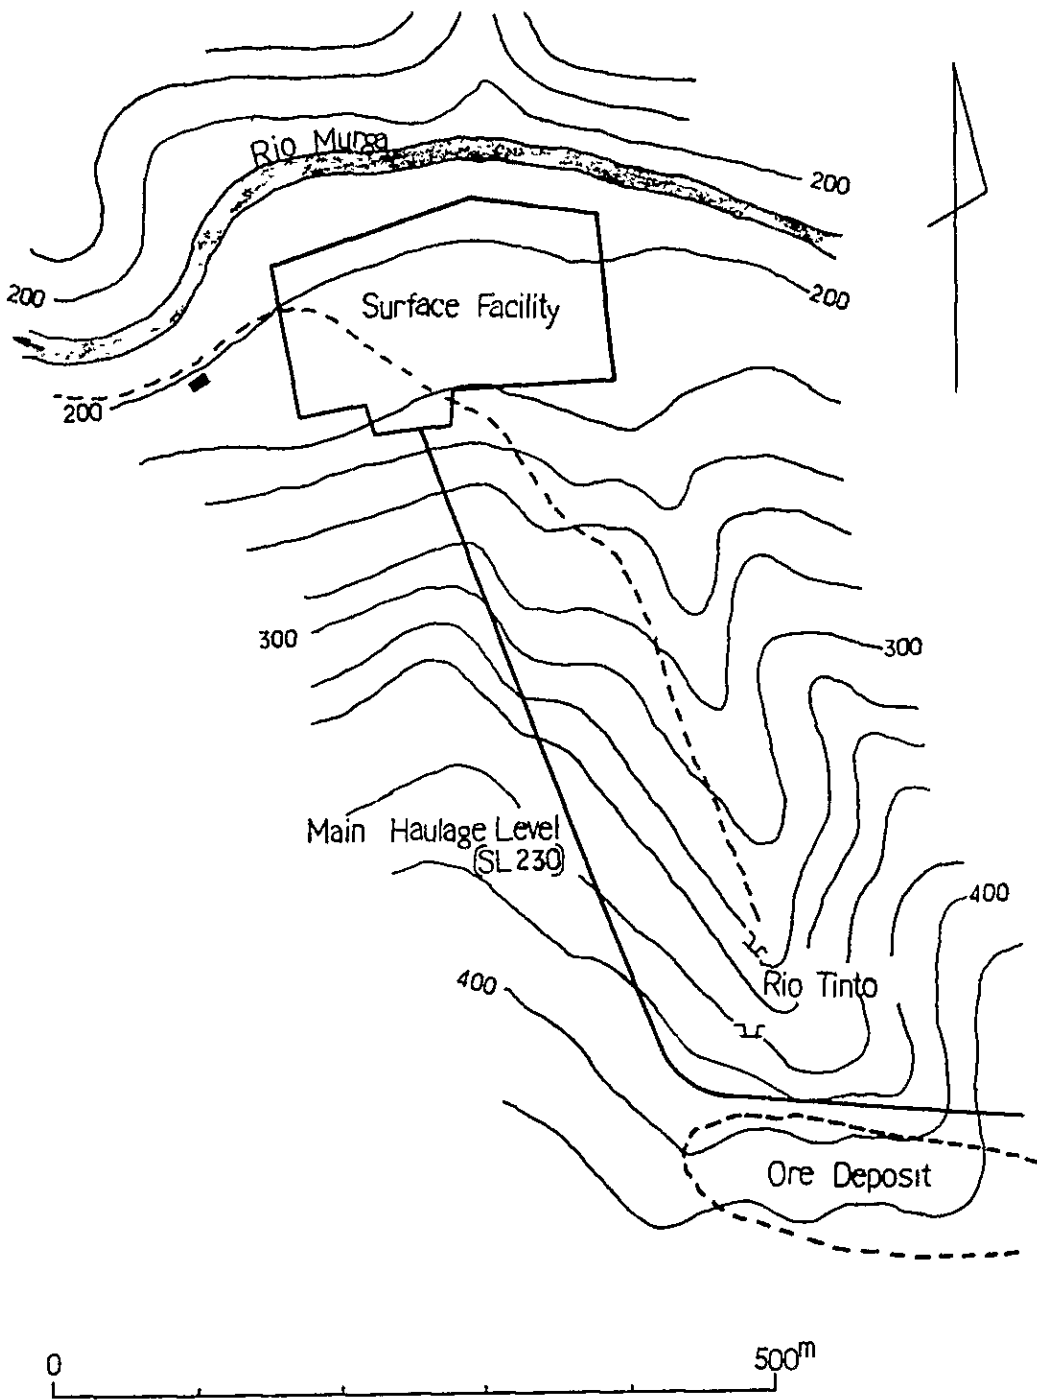 Rio Murga
200
200
Surface Facility
200
200
300
300
Main Haulage Level
(SL 230)
400
400
Rio Tinto
Ore Deposit
0
500m